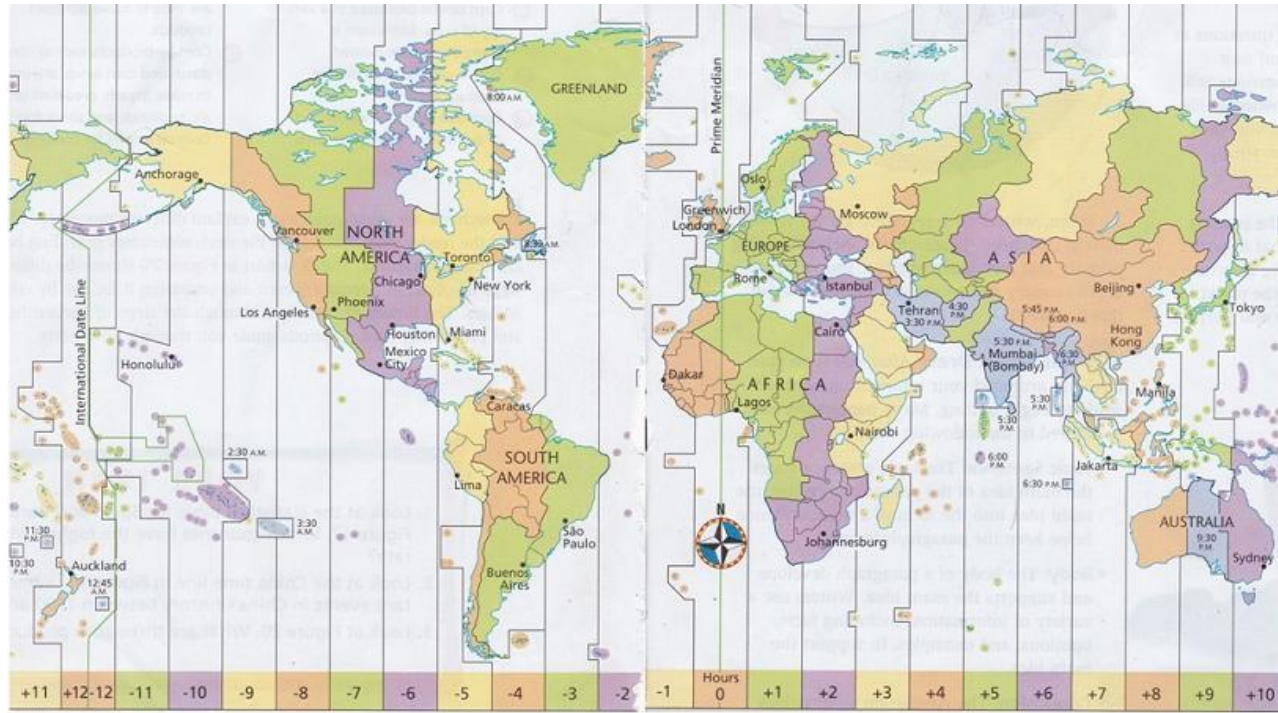 GREENLAND
8:00 A.M.
Anchorage
Vancouver
NORTH
AMERICA
Toronto
8:30 A.M.
Chicago
New York
Phoenix
Los Angeles
Houston
Miami
Mexico
City
Honolulu
International Date Line
Caracas
2:30 A.M.
SOUTH
AMERICA
Lima
3:30
A.M.
São
Paulo
Buenos
Aires
11:30
P.M.
10:30
P.M.
Auckland
12:45
A.M.
+11 +12 -12 -11 -10 -9 -8 -7 -6 -5 -4 -3 -2
Prime Meridian
Oslo
Greenwich
London
Moscow
EUROPE
Rome
Istanbul
ASIA
Beijing
Tokyo
Tehran
3:30 P.M.
4:30
P.M.
5:45 P.M.
6:00 P.M.
Cairo
5:30 P.M.
Mumbai
(Bombay)
6:30
P.M.
Hong
Kong
Dakar
AFRICA
Lagos
5:30
P.M.
5:30
P.M.
Manila
Nairobi
6:00
P.M.
Jakarta
6:30 P.M.
N
Johannesburg
AUSTRALIA
9:30
P.M.
Sydney
Hours
-1 0 +1 +2 +3 +4 +5 +6 +7 +8 +9 +10